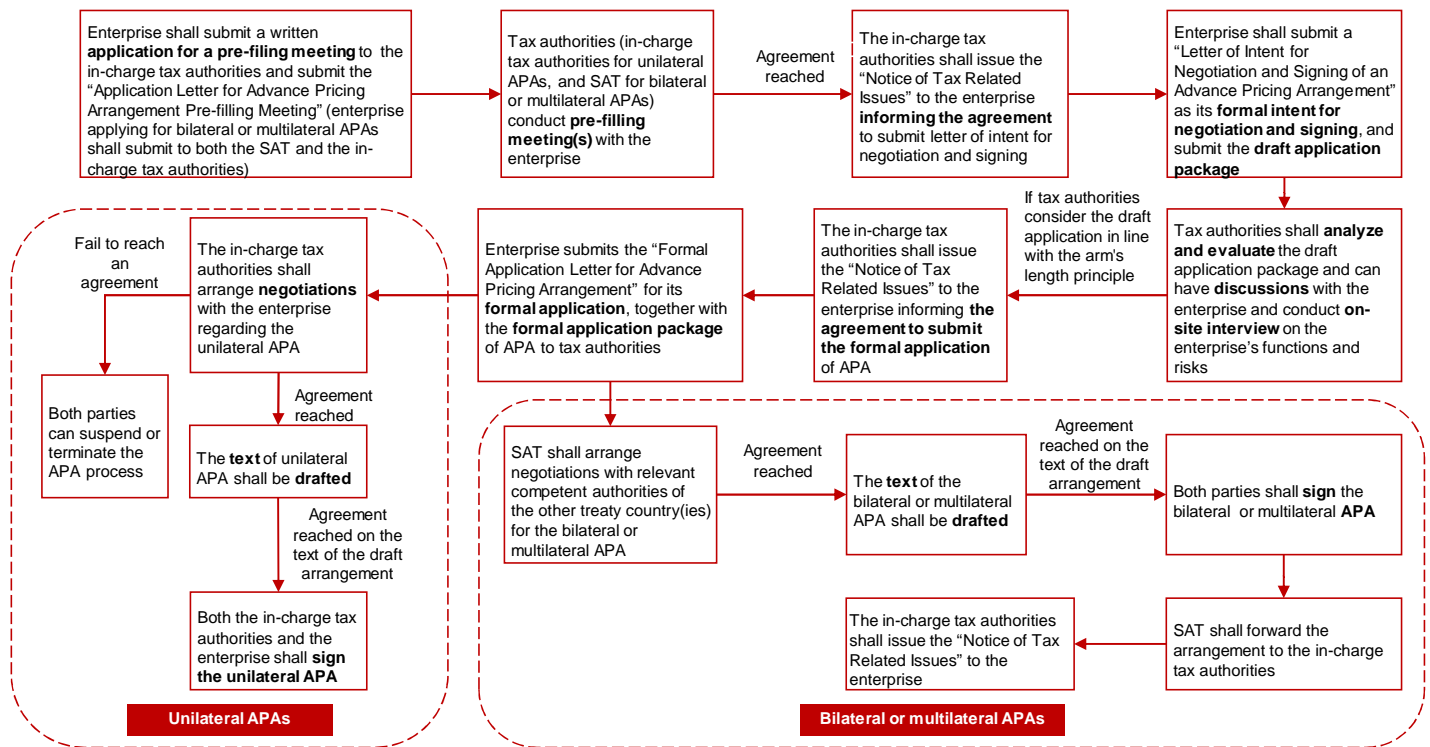 Enterprise shall submit a written
application for a pre-filing meeting to the
in-charge tax authorities and submit the
“Application Letter for Advance Pricing
Arrangement Pre-filling Meeting” (enterprise
applying for bilateral or multilateral APAs
shall submit to both the SAT and the in-
charge tax authorities)
Tax authorities (in-charge
tax authorities for unilateral
APAs, and SAT for bilateral
or multilateral APAs)
conduct pre-filling
meeting(s) with the
enterprise
Agreement
reached
The in-charge tax
authorities shall issue the
“Notice of Tax Related
Issues” to the enterprise
informing the agreement
to submit letter of intent for
negotiation and signing
Enterprise shall submit a
“Letter of Intent for
Negotiation and Signing of an
Advance Pricing Arrangement”
as its formal intent for
negotiation and signing, and
submit the draft application
package
Tax authorities shall analyze
and evaluate the draft
application package and can
have discussions with the
enterprise and conduct on-
site interview on the
enterprise’s functions and
risks
If tax authorities
consider the draft
application in line
with the arm's
length principle
The in-charge tax
authorities shall issue
the “Notice of Tax
Related Issues” to the
enterprise informing the
agreement to submit
the formal application
of APA
Enterprise submits the “Formal
Application Letter for Advance
Pricing Arrangement” for its
formal application, together with
the formal application package
of APA to tax authorities
The in-charge tax
authorities shall
arrange negotiations
with the enterprise
regarding the
unilateral APA
Fail to reach
an
agreement
Both parties
can suspend or
terminate the
APA process
Agreement
reached
The text of unilateral
APA shall be drafted
Agreement
reached on the
text of the draft
arrangement
Both the in-charge tax
authorities and the
enterprise shall sign
the unilateral APA
Unilateral APAs
SAT shall arrange
negotiations with relevant
competent authorities of
the other treaty country(ies)
for the bilateral or
multilateral APA
Agreement
reached
The text of the
bilateral or multilateral
APA shall be drafted
Agreement
reached on the
text of the draft
arrangement
Both parties shall sign the
bilateral or multilateral APA
SAT shall forward the
arrangement to the in-charge
tax authorities
The in-charge tax authorities
shall issue the “Notice of Tax
Related Issues” to the
enterprise
Bilateral or multilateral APAs